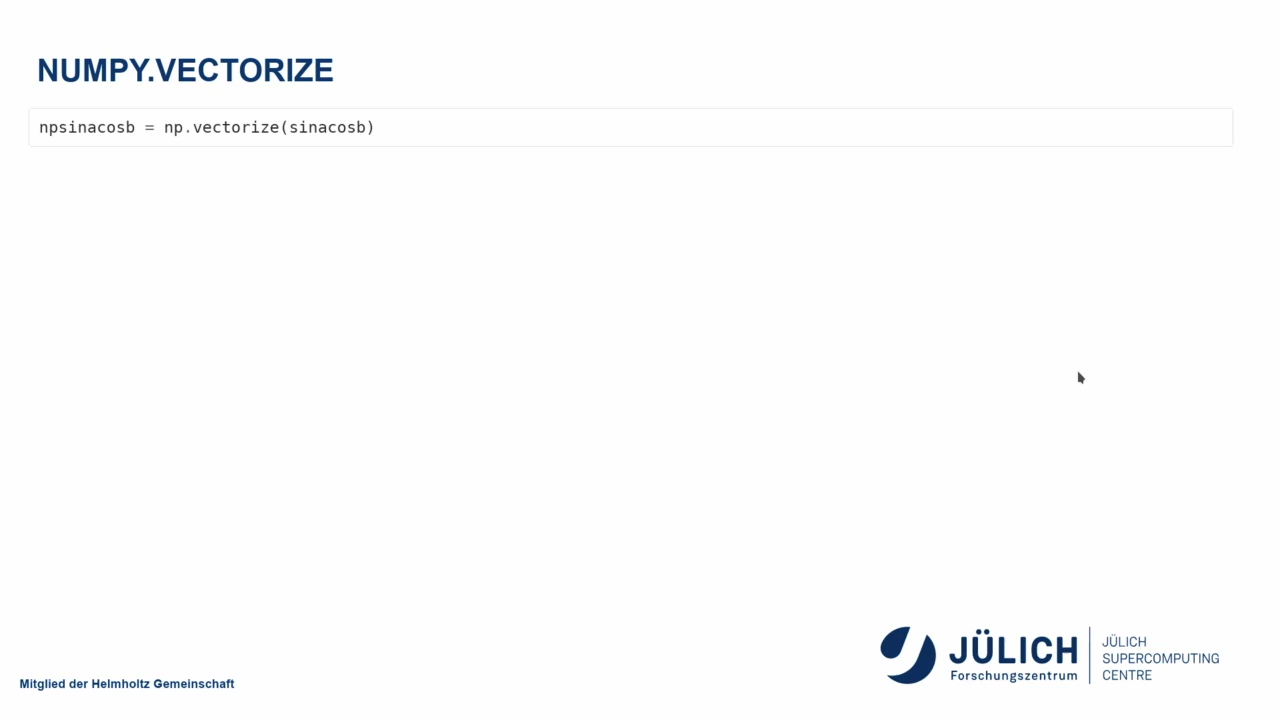 NUMPY.VECTORIZE
npsinacosb = np.vectorize(sinacosb)
JÜLICH
Forschungszentrum
JÜLICH
SUPERCOMPUTING
CENTRE
Mitglied der Helmholtz Gemeinschaft